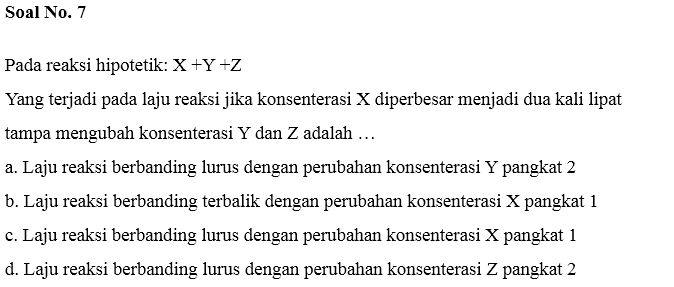 Soal No. 7
Pada reaksi hipotetik: X +Y +Z
Yang terjadi pada laju reaksi jika konsenterasi X diperbesar menjadi dua kali lipat
tampa mengubah konsenterasi Y dan Z adalah …
a. Laju reaksi berbanding lurus dengan perubahan konsenterasi Y pangkat 2
b. Laju reaksi berbanding terbalik dengan perubahan konsenterasi X pangkat 1
c. Laju reaksi berbanding lurus dengan perubahan konsenterasi X pangkat 1
d. Laju reaksi berbanding lurus dengan perubahan konsenterasi Z pangkat 2